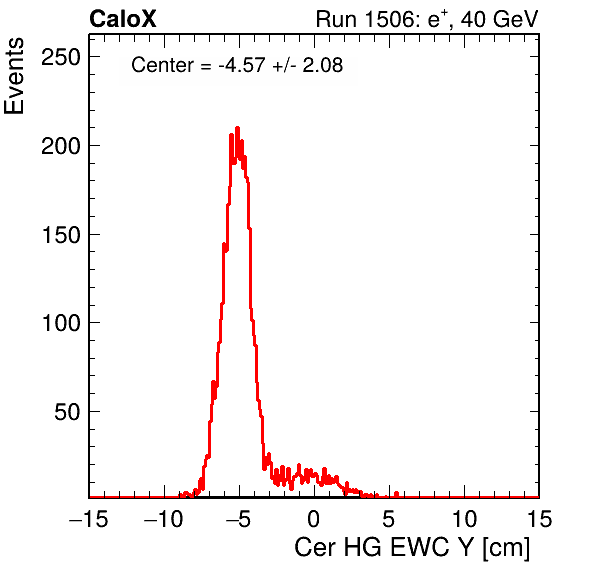 CaloX Run 1506: e⁺, 40 GeV
Center = -4.57 +/- 2.08
Events
250
200
150
100
50
−15 −10 −5 0 5 10 15
Cer HG EWC Y [cm]